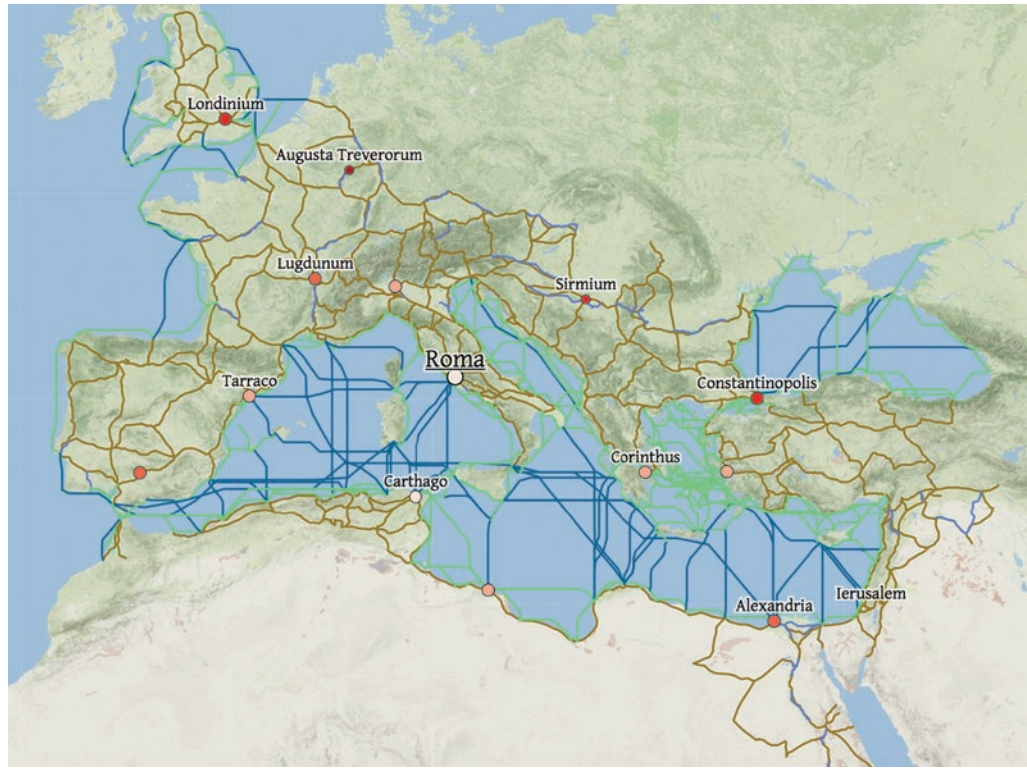 Londinium
Augusta Treverorum
Lugdunum
Sirmium
Roma
Tarraco
Constantinopolis
Corinthus
Carthago
Ierusalem
Alexandria